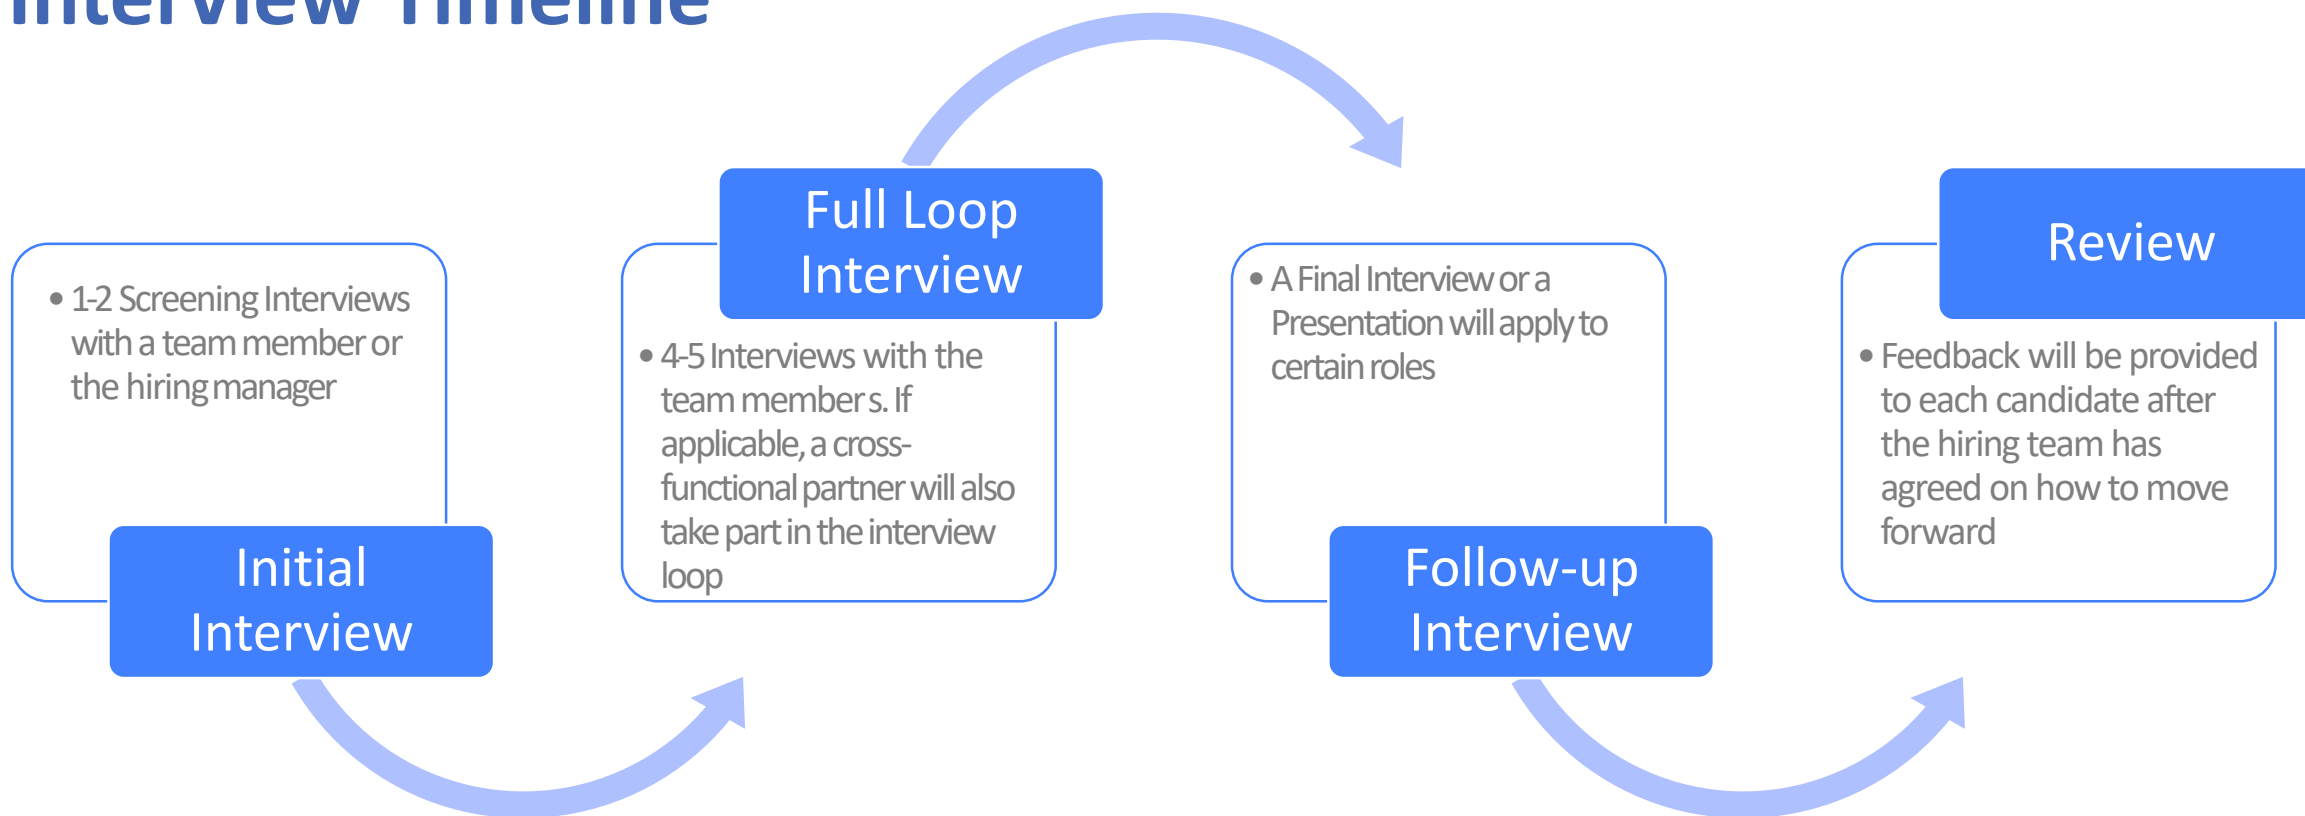 Interview Timeline
• 1-2 Screening Interviews
with a team member or
the hiring manager
Initial
Interview
Full Loop
Interview
• 4-5 Interviews with the
team member s. If
applicable, a cross-
functional partner will also
take part in the interview
loop
• A Final Interview or a
Presentation will apply to
certain roles
Follow-up
Interview
Review
• Feedback will be provided
to each candidate after
the hiring team has
agreed on how to move
forward